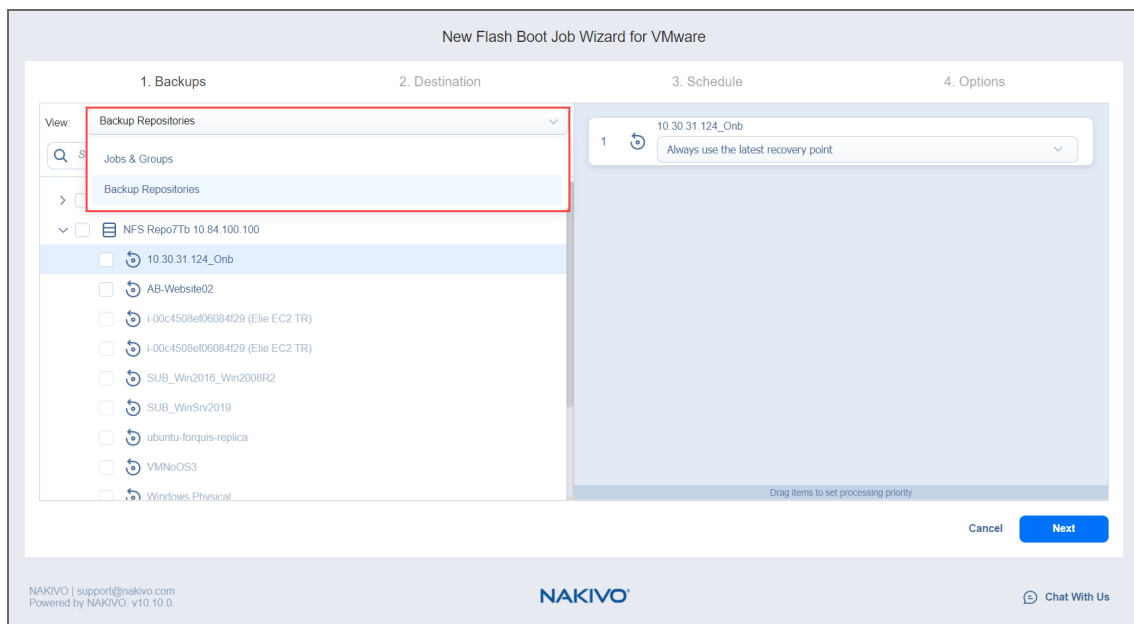 New Flash Boot Job Wizard for VMware
1. Backups
2. Destination
3. Schedule
4. Options
View:
Backup Repositories
S
Jobs & Groups
Backup Repositories
NFS Repo7Tb 10.84.100.100
10.30.31.124_Onb
AB-Website02
i-00c4508ef06084f29 (Elie EC2 TR)
i-00c4508ef06084f29 (Elie EC2 TR)
SUB_Win2016_Win2008R2
SUB_WinSrv2019
ubuntu-forquis-replica
VMNoOS3
Windows Physical
1
10.30.31.124_Onb
Always use the latest recovery point
Drag items to set processing priority
Cancel
Next
NAKIVO | support@nakivo.com
Powered by NAKIVO. v10.10.0.
NAKIVO®
Chat With Us